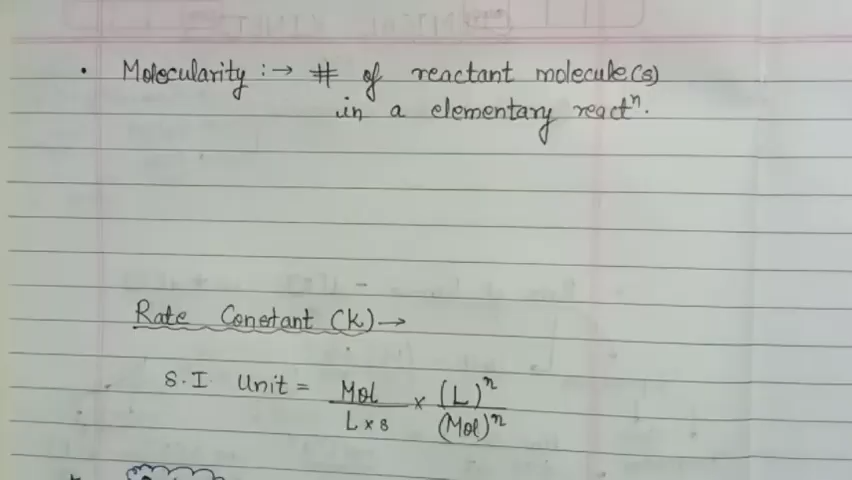 • Molecularity :→ # of reactant molecule(s)
in a elementary reactⁿ.
Rate Constant (K) →
S.I Unit = Mol / L × s × (L)ⁿ / (Mol)ⁿ